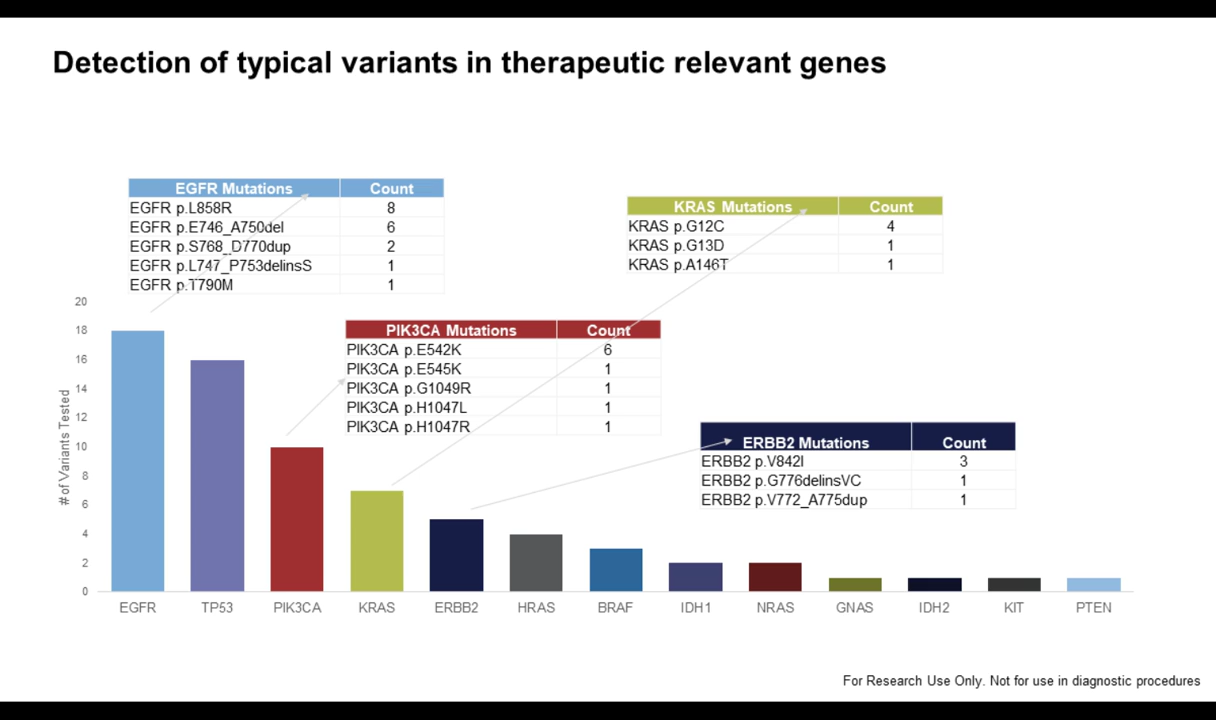 Detection of typical variants in therapeutic relevant genes
EGFR Mutations Count
EGFR p.L858R 8
EGFR p.E746_A750del 6
EGFR p.S768_D770dup 2
EGFR p.L747_P753delinsS 1
EGFR p.T790M 1
KRAS Mutations Count
KRAS p.G12C 4
KRAS p.G13D 1
KRAS p.A146T 1
PIK3CA Mutations Count
PIK3CA p.E542K 6
PIK3CA p.E545K 1
PIK3CA p.G1049R 1
PIK3CA p.H1047L 1
PIK3CA p.H1047R 1
ERBB2 Mutations Count
ERBB2 p.V842I 3
ERBB2 p.G776delinsVC 1
ERBB2 p.V772_A775dup 1
# of Variants Tested
20
18
16
14
12
10
8
6
4
2
0
EGFR TP53 PIK3CA KRAS ERBB2 HRAS BRAF IDH1 NRAS GNAS IDH2 KIT PTEN
For Research Use Only. Not for use in diagnostic procedures